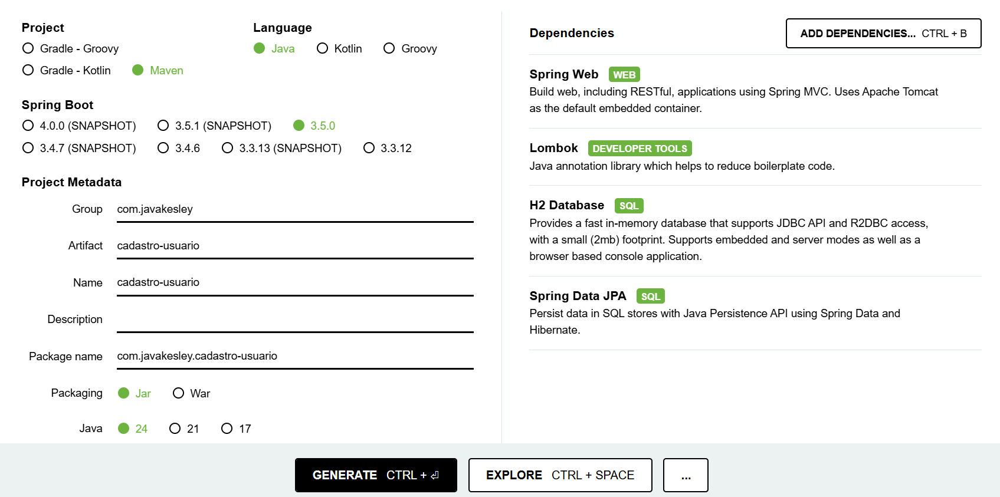 Project
Gradle - Groovy
Gradle - Kotlin Maven
Language
Java Kotlin Groovy
Spring Boot
4.0.0 (SNAPSHOT) 3.5.1 (SNAPSHOT) 3.5.0
3.4.7 (SNAPSHOT) 3.4.6 3.3.13 (SNAPSHOT) 3.3.12
Project Metadata
Group com.javakesley
Artifact cadastro-usuario
Name cadastro-usuario
Description
Package name com.javakesley.cadastro-usuario
Packaging Jar War
Java 24 21 17
Dependencies ADD DEPENDENCIES... CTRL + B
Spring Web WEB
Build web, including RESTful, applications using Spring MVC. Uses Apache Tomcat
as the default embedded container.
Lombok DEVELOPER TOOLS
Java annotation library which helps to reduce boilerplate code.
H2 Database SQL
Provides a fast in-memory database that supports JDBC API and R2DBC access,
with a small (2mb) footprint. Supports embedded and server modes as well as a
browser based console application.
Spring Data JPA SQL
Persist data in SQL stores with Java Persistence API using Spring Data and
Hibernate.
GENERATE CTRL + ⏎ EXPLORE CTRL + SPACE ...